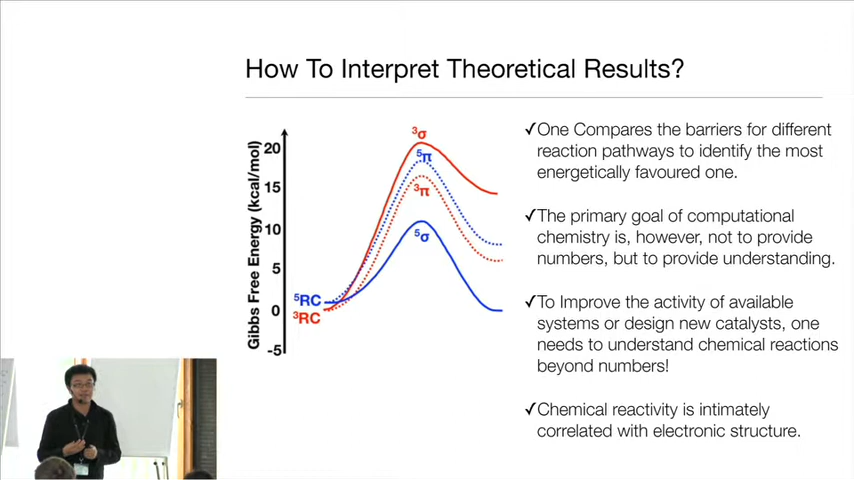 How To Interpret Theoretical Results?
Gibbs Free Energy (kcal/mol)
20
15
10
5
0
-5
³σ
⁵π
³π
⁵σ
⁵RC
³RC
✓One Compares the barriers for different
reaction pathways to identify the most
energetically favoured one.
✓The primary goal of computational
chemistry is, however, not to provide
numbers, but to provide understanding.
✓To Improve the activity of available
systems or design new catalysts, one
needs to understand chemical reactions
beyond numbers!
✓Chemical reactivity is intimately
correlated with electronic structure.